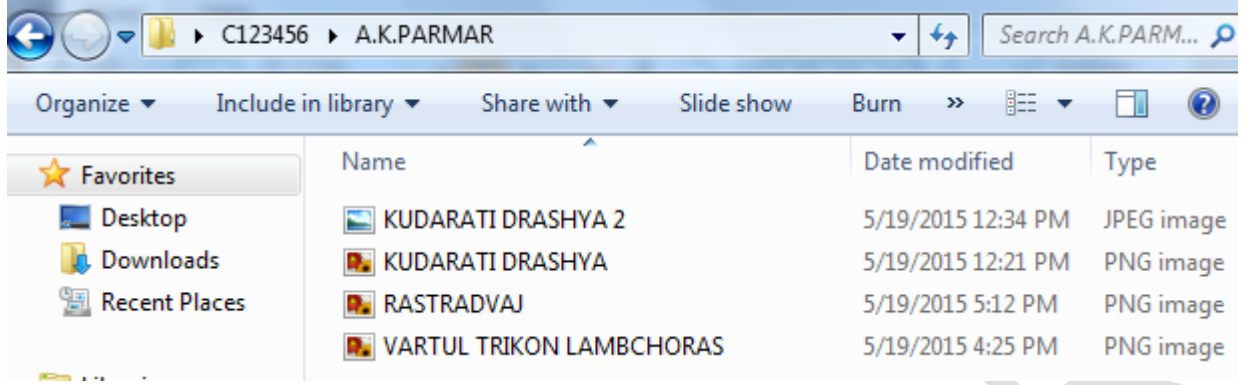 C123456 ▸ A.K.PARMAR Search A.K.PARM...
Organize Include in library Share with Slide show Burn »
Name Date modified Type
Favorites
Desktop
Downloads
Recent Places
KUDARATI DRASHYA 2 5/19/2015 12:34 PM JPEG image
KUDARATI DRASHYA 5/19/2015 12:21 PM PNG image
RASTRADVAJ 5/19/2015 5:12 PM PNG image
VARTUL TRIKON LAMBCHORAS 5/19/2015 4:25 PM PNG image